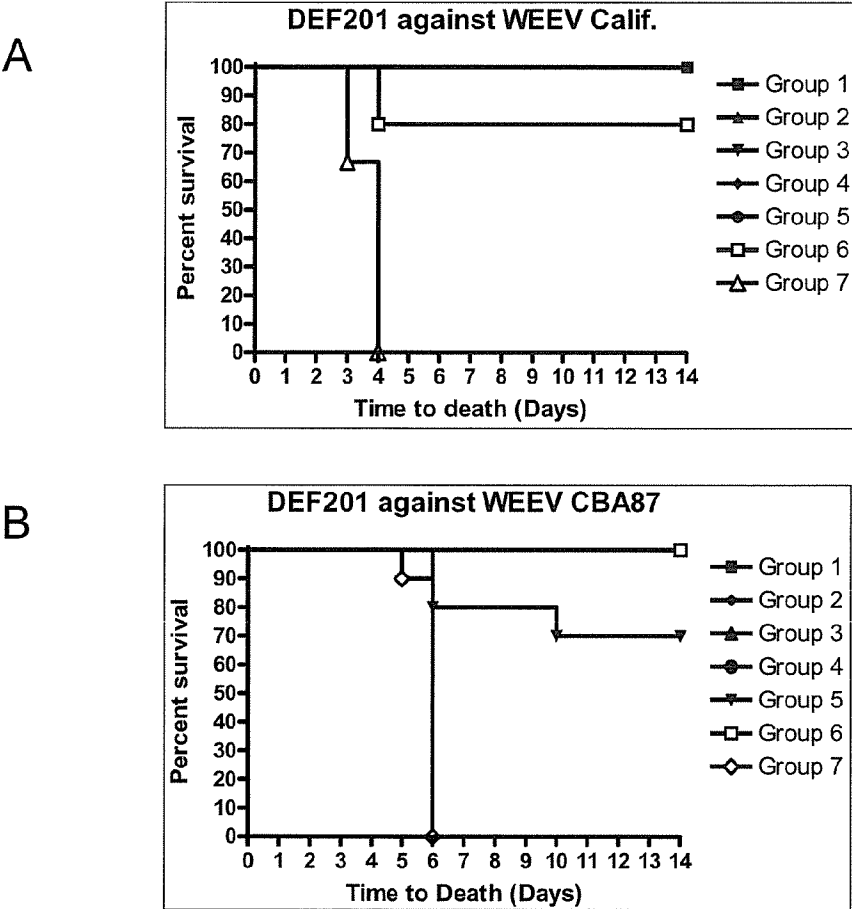 A
DEF201 against WEEV Calif.
Percent survival
100
90
80
70
60
50
40
30
20
10
0
0 1 2 3 4 5 6 7 8 9 10 11 12 13 14
Time to death (Days)
Group 1
Group 2
Group 3
Group 4
Group 5
Group 6
Group 7
B
DEF201 against WEEV CBA87
Percent survival
100
90
80
70
60
50
40
30
20
10
0
0 1 2 3 4 5 6 7 8 9 10 11 12 13 14
Time to Death (Days)
Group 1
Group 2
Group 3
Group 4
Group 5
Group 6
Group 7